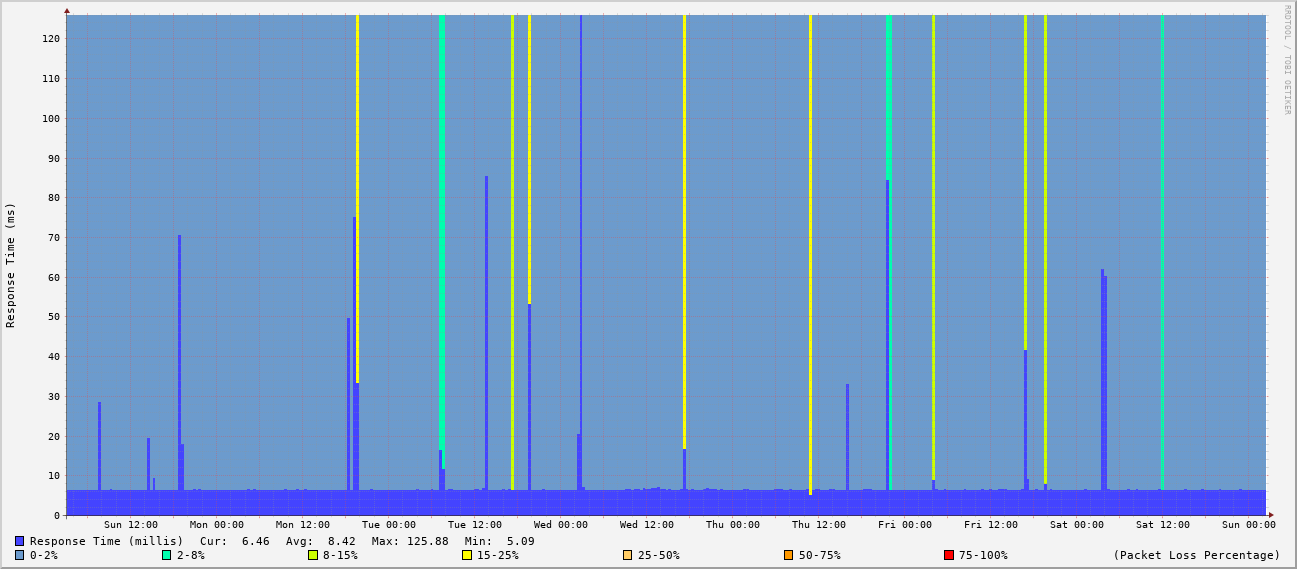 RRDTOOL / TOBI OETIKER
Response Time (ms)
120
110
100
90
80
70
60
50
40
30
20
10
0
Sun 12:00 Mon 00:00 Mon 12:00 Tue 00:00 Tue 12:00 Wed 00:00 Wed 12:00 Thu 00:00 Thu 12:00 Fri 00:00 Fri 12:00 Sat 00:00 Sat 12:00 Sun 00:00
Response Time (millis) Cur: 6.46 Avg: 8.42 Max: 125.88 Min: 5.09
0-2% 2-8% 8-15% 15-25% 25-50% 50-75% 75-100% (Packet Loss Percentage)